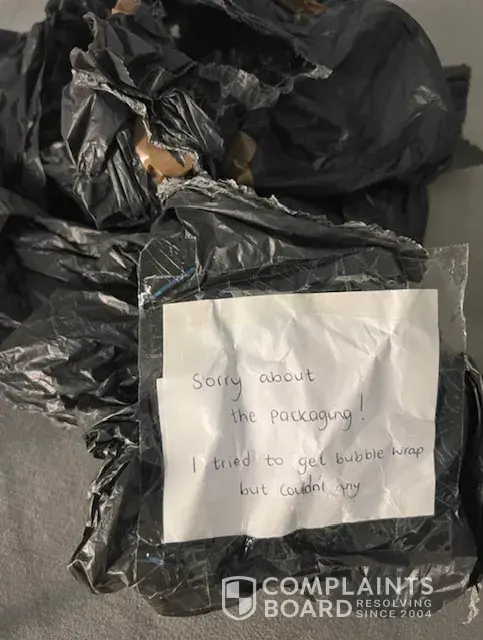 Sorry about
the packaging!
I tried to get bubble wrap
but couldn't any
COMPLAINTS
BOARD RESOLVING
SINCE 2004